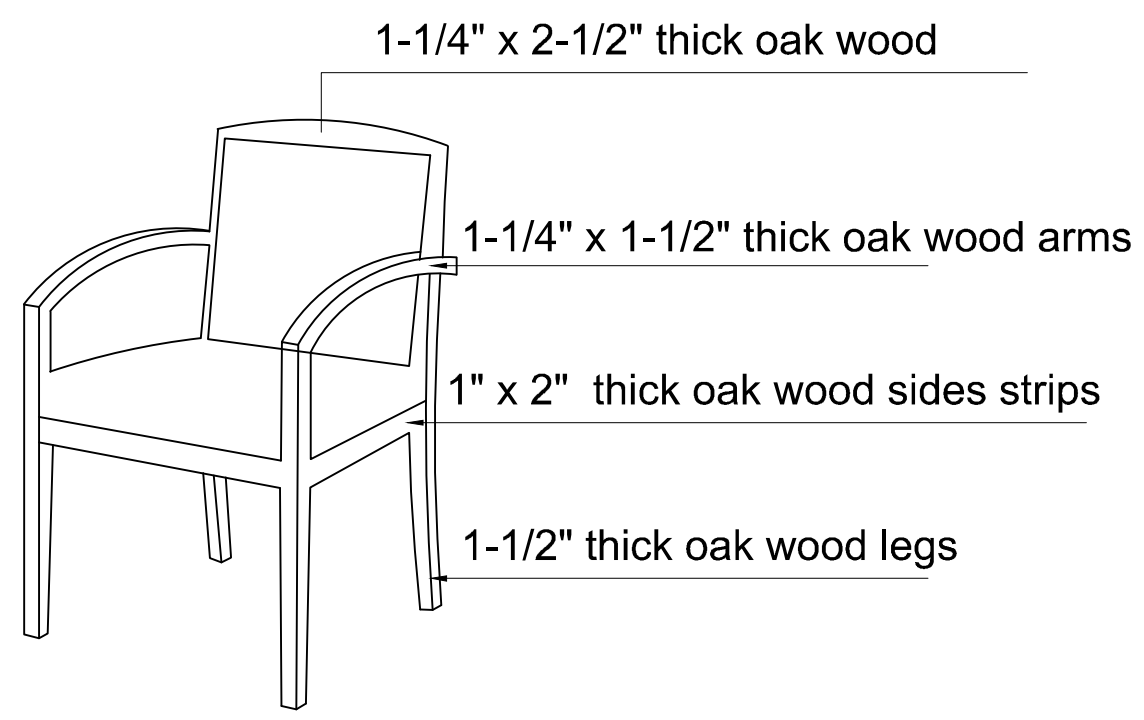 1-1/4" x 2-1/2" thick oak wood
1-1/4" x 1-1/2" thick oak wood arms
1" x 2"  thick oak wood sides strips
1-1/2" thick oak wood legs